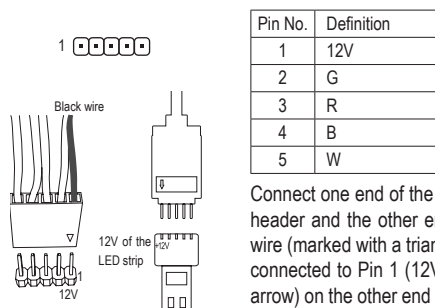 1
Black wire
12V of the
LED strip
+12V
1
12V
Pin No. Definition
1 12V
2 G
3 R
4 B
5 W
Connect one end of the
header and the other e
wire (marked with a trian
connected to Pin 1 (12V
arrow) on the other end